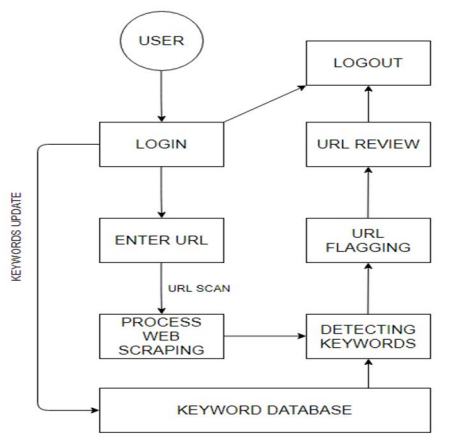 USER
LOGOUT
LOGIN
URL REVIEW
KEYWORDS UPDATE
ENTER URL
URL
FLAGGING
URL SCAN
PROCESS
WEB
SCRAPING
DETECTING
KEYWORDS
KEYWORD DATABASE